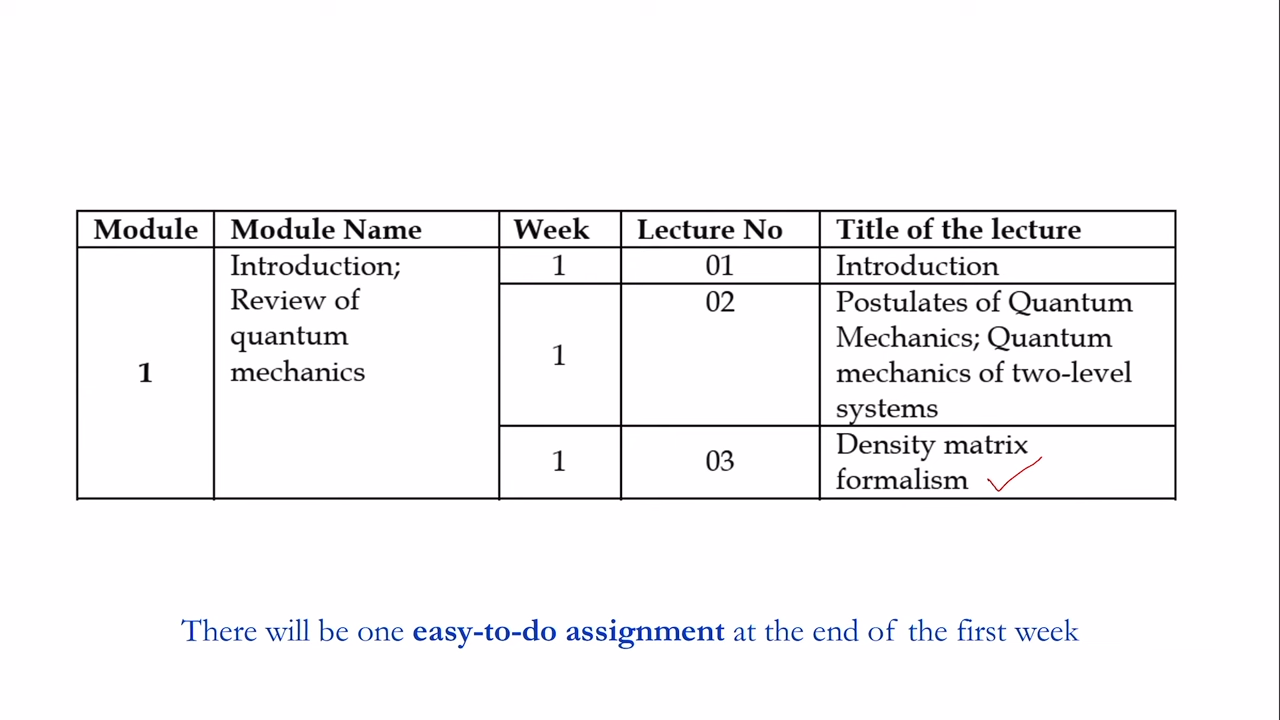 Module Module Name Week Lecture No Title of the lecture
1 Introduction; Review of quantum mechanics
1 01 Introduction
1 02 Postulates of Quantum
Mechanics; Quantum
mechanics of two-level
systems
1 03 Density matrix
formalism
There will be one easy-to-do assignment at the end of the first week